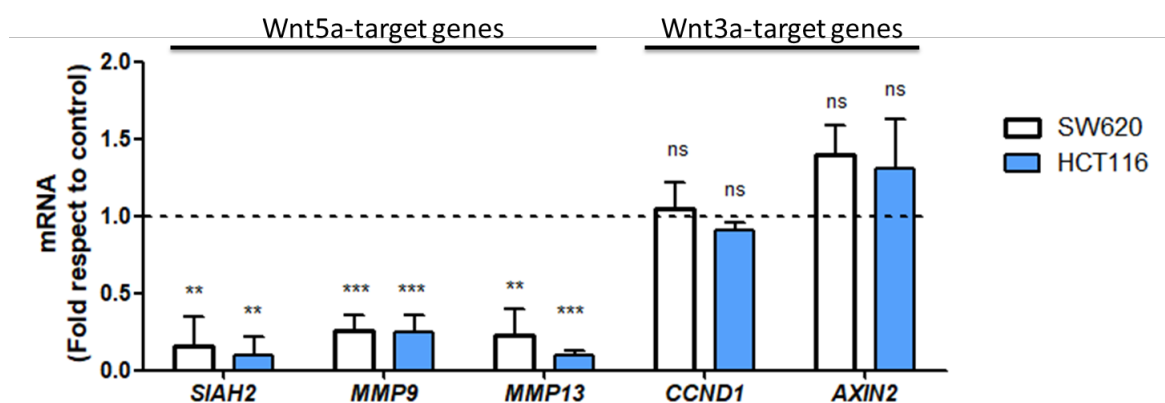 Wnt5a-target genes Wnt3a-target genes
2.0
1.5
1.0
0.5
0.0
mRNA
(Fold respect to control)
** ** *** *** ** *** ns ns ns ns
SIAH2 MMP9 MMP13 CCND1 AXIN2
SW620
HCT116